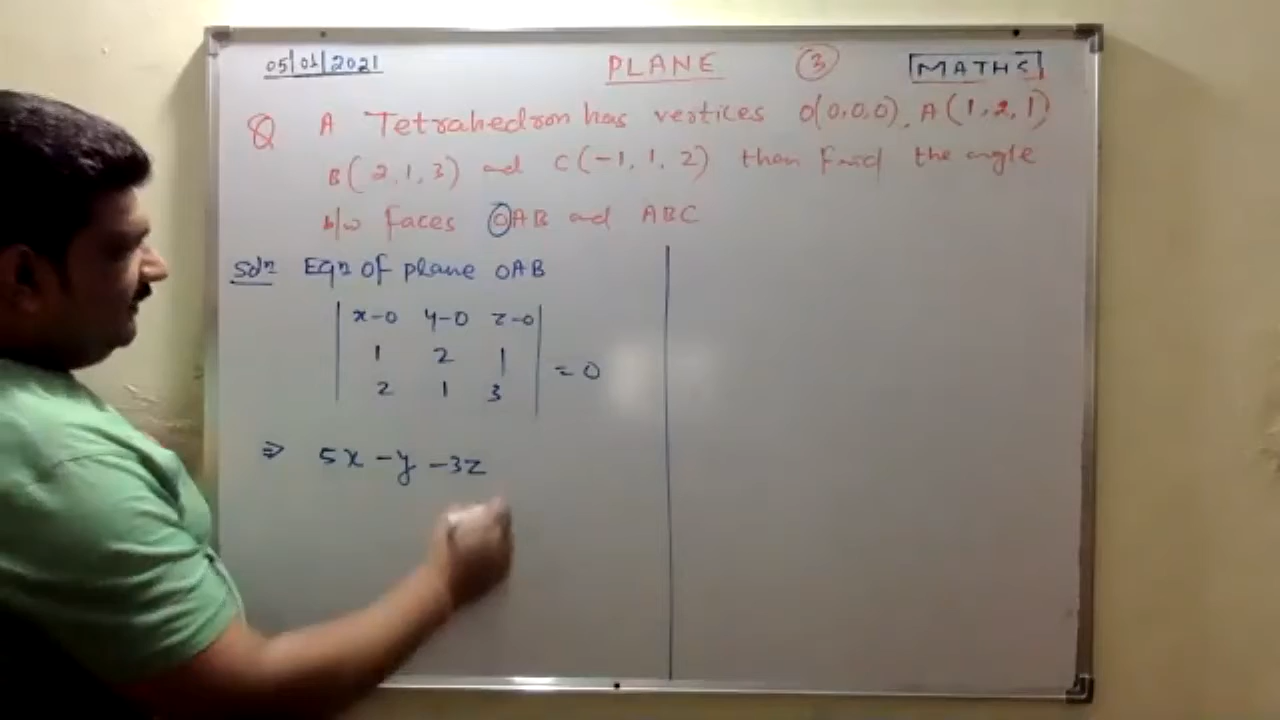 05/01/2021 PLANE 3 MATHS
Q A Tetrahedron has vertices O(0,0,0), A(1,2,1)
B(2,1,3) and C(-1,1,2) then Find the angle
b/w faces OAB and ABC
Soln Eqn of plane OAB
| x-0 y-0 z-0 |
| 1 2 1 | = 0
| 2 1 3 |
⇒ 5x - y - 3z